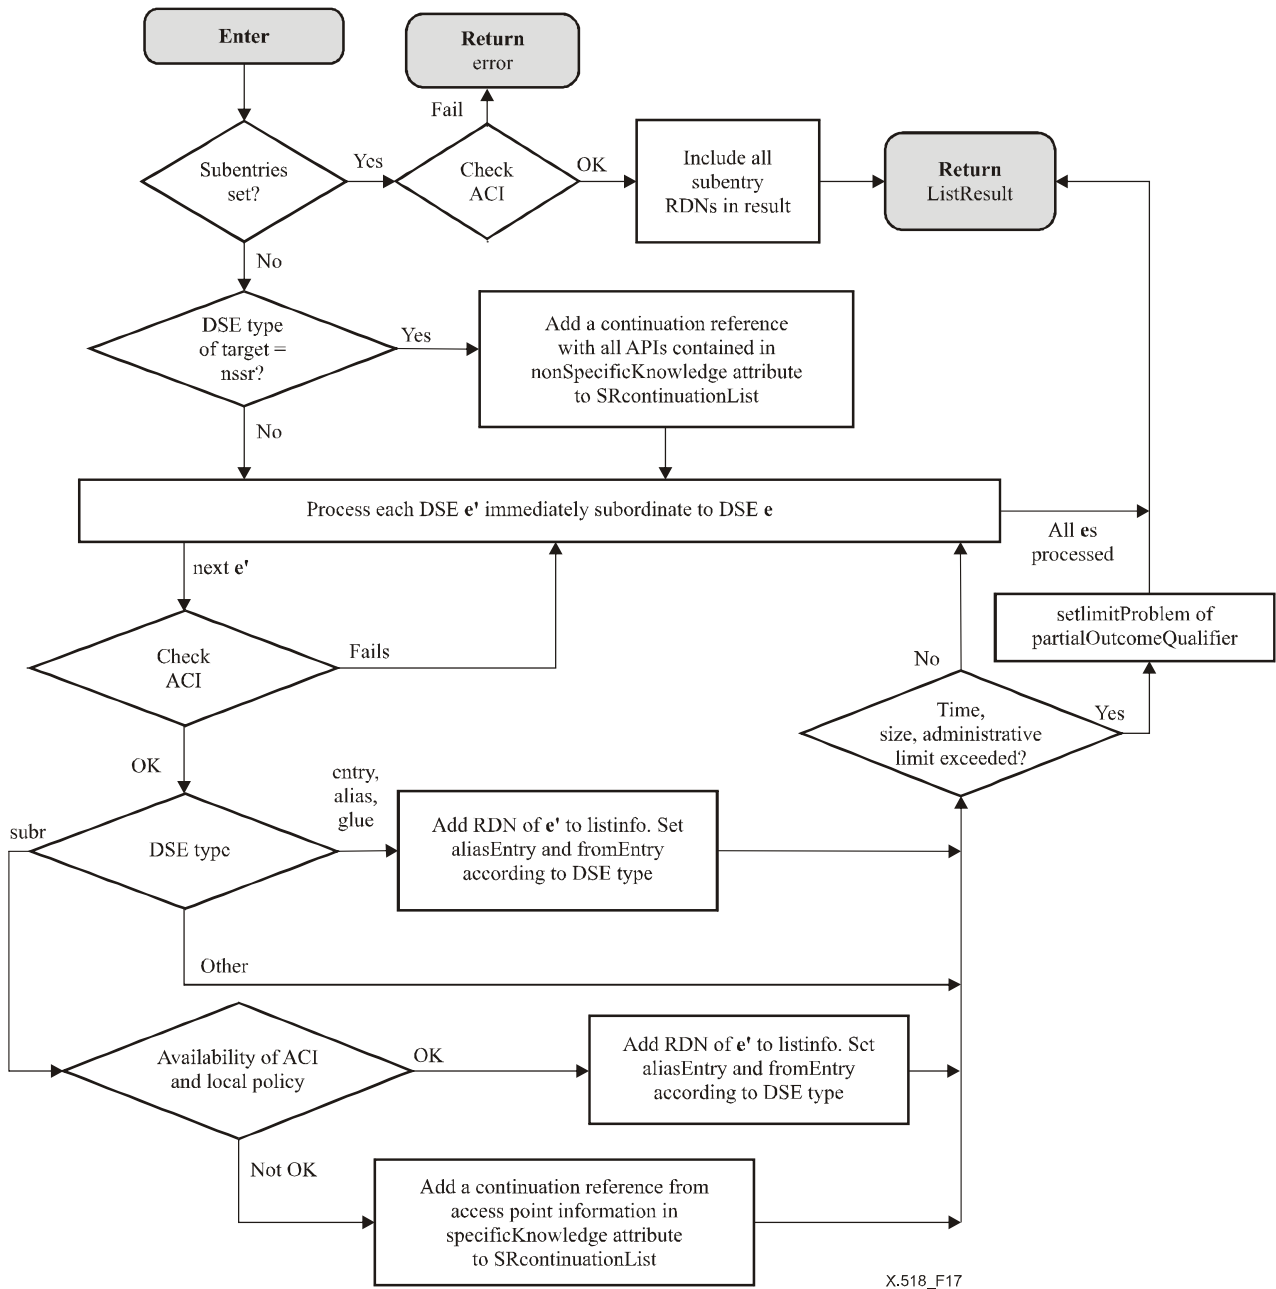 Enter
Return
error
Fail
Subentries
set?
Yes
Check
ACI
OK
Include all
subentry
RDNs in result
Return
ListResult
No
DSE type
of target =
nssr?
Yes
Add a continuation reference
with all APIs contained in
nonSpecificKnowledge attribute
to SRcontinuationList
No
Process each DSE e' immediately subordinate to DSE e
All es
processed
next e'
Check
ACI
Fails
setlimitProblem of
partialOutcomeQualifier
No
Time,
size, administrative
limit exceeded?
Yes
OK
entry,
alias,
glue
subr
DSE type
Add RDN of e' to listinfo. Set
aliasEntry and fromEntry
according to DSE type
Other
Availability of ACI
and local policy
OK
Add RDN of e' to listinfo. Set
aliasEntry and fromEntry
according to DSE type
Not OK
Add a continuation reference from
access point information in
specificKnowledge attribute
to SRcontinuationList
X.518_F17